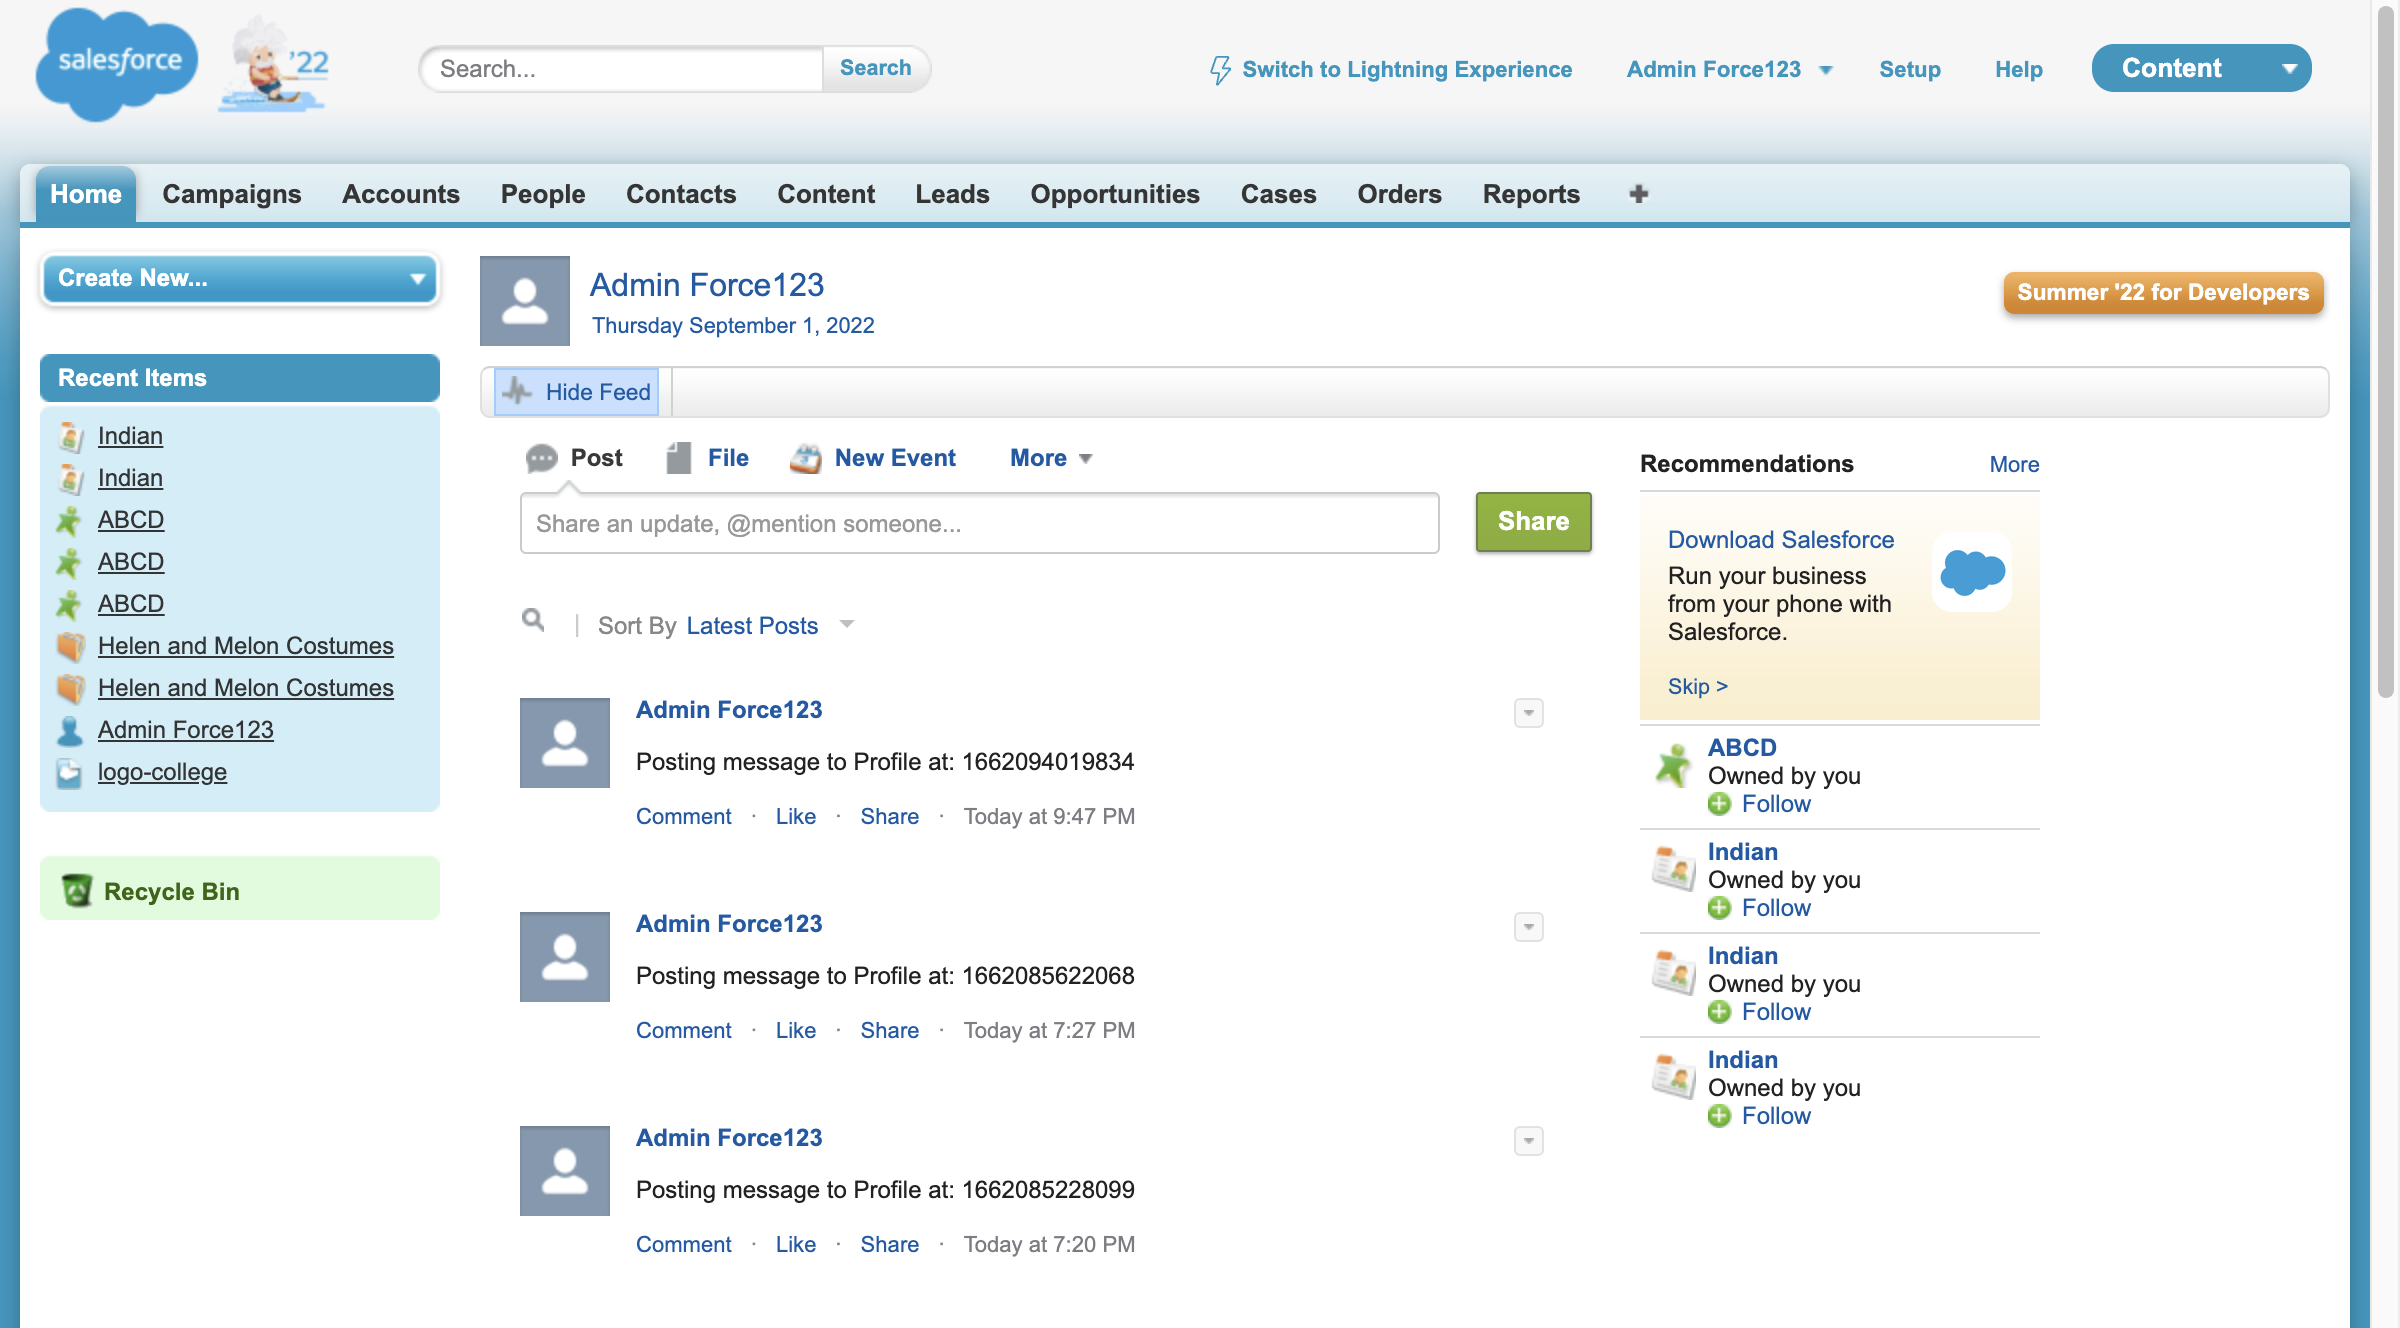 salesforce
'22
Search...
Search
Switch to Lightning Experience
Admin Force123
Setup
Help
Content
Home
Campaigns
Accounts
People
Contacts
Content
Leads
Opportunities
Cases
Orders
Reports
Create New...
Recent Items
Indian
Indian
ABCD
ABCD
ABCD
Helen and Melon Costumes
Helen and Melon Costumes
Admin Force123
logo-college
Recycle Bin
Admin Force123
Thursday September 1, 2022
Summer '22 for Developers
Hide Feed
Post
File
New Event
More
Share an update, @mention someone...
Share
Sort By Latest Posts
Admin Force123
Posting message to Profile at: 1662094019834
Comment · Like · Share · Today at 9:47 PM
Admin Force123
Posting message to Profile at: 1662085622068
Comment · Like · Share · Today at 7:27 PM
Admin Force123
Posting message to Profile at: 1662085228099
Comment · Like · Share · Today at 7:20 PM
Recommendations
More
Download Salesforce
Run your business
from your phone with
Salesforce.
Skip >
ABCD
Owned by you
Follow
Indian
Owned by you
Follow
Indian
Owned by you
Follow
Indian
Owned by you
Follow